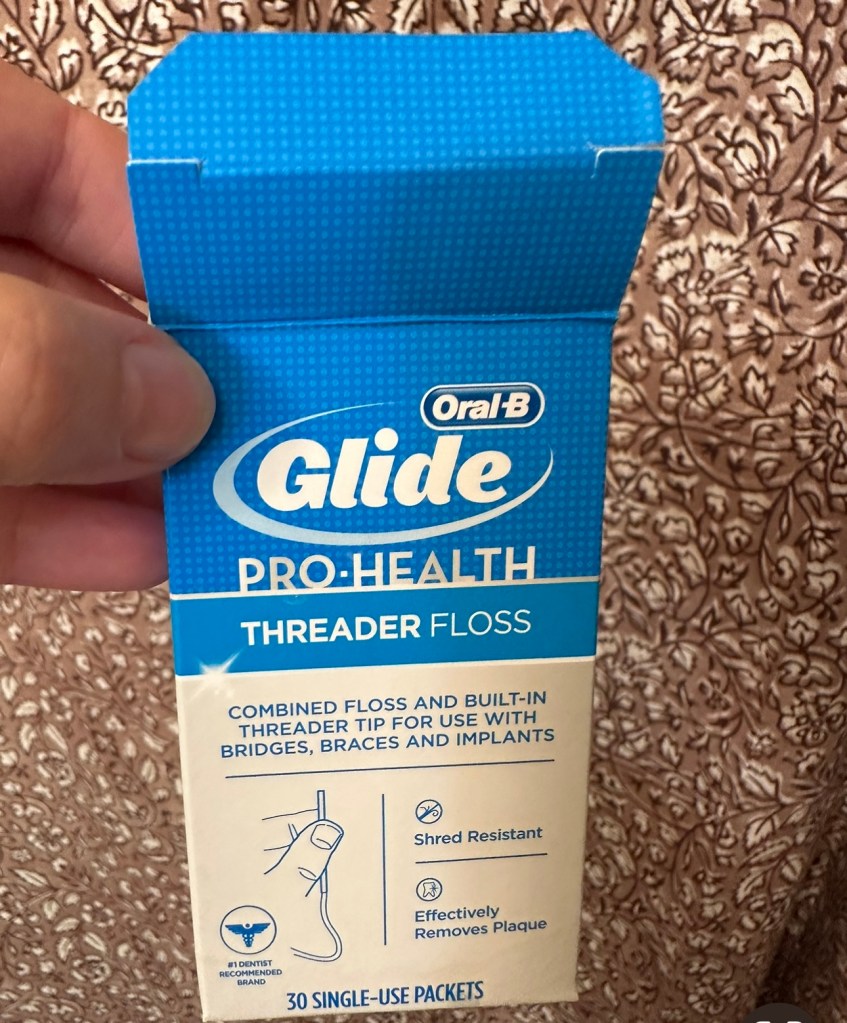 Oral-B
Glide
PRO-HEALTH
THREADER FLOSS
COMBINED FLOSS AND BUILT-IN
THREADER TIP FOR USE WITH
BRIDGES, BRACES AND IMPLANTS
Shred Resistant
Effectively
Removes Plaque
#1 DENTIST
RECOMMENDED
BRAND
30 SINGLE-USE PACKETS